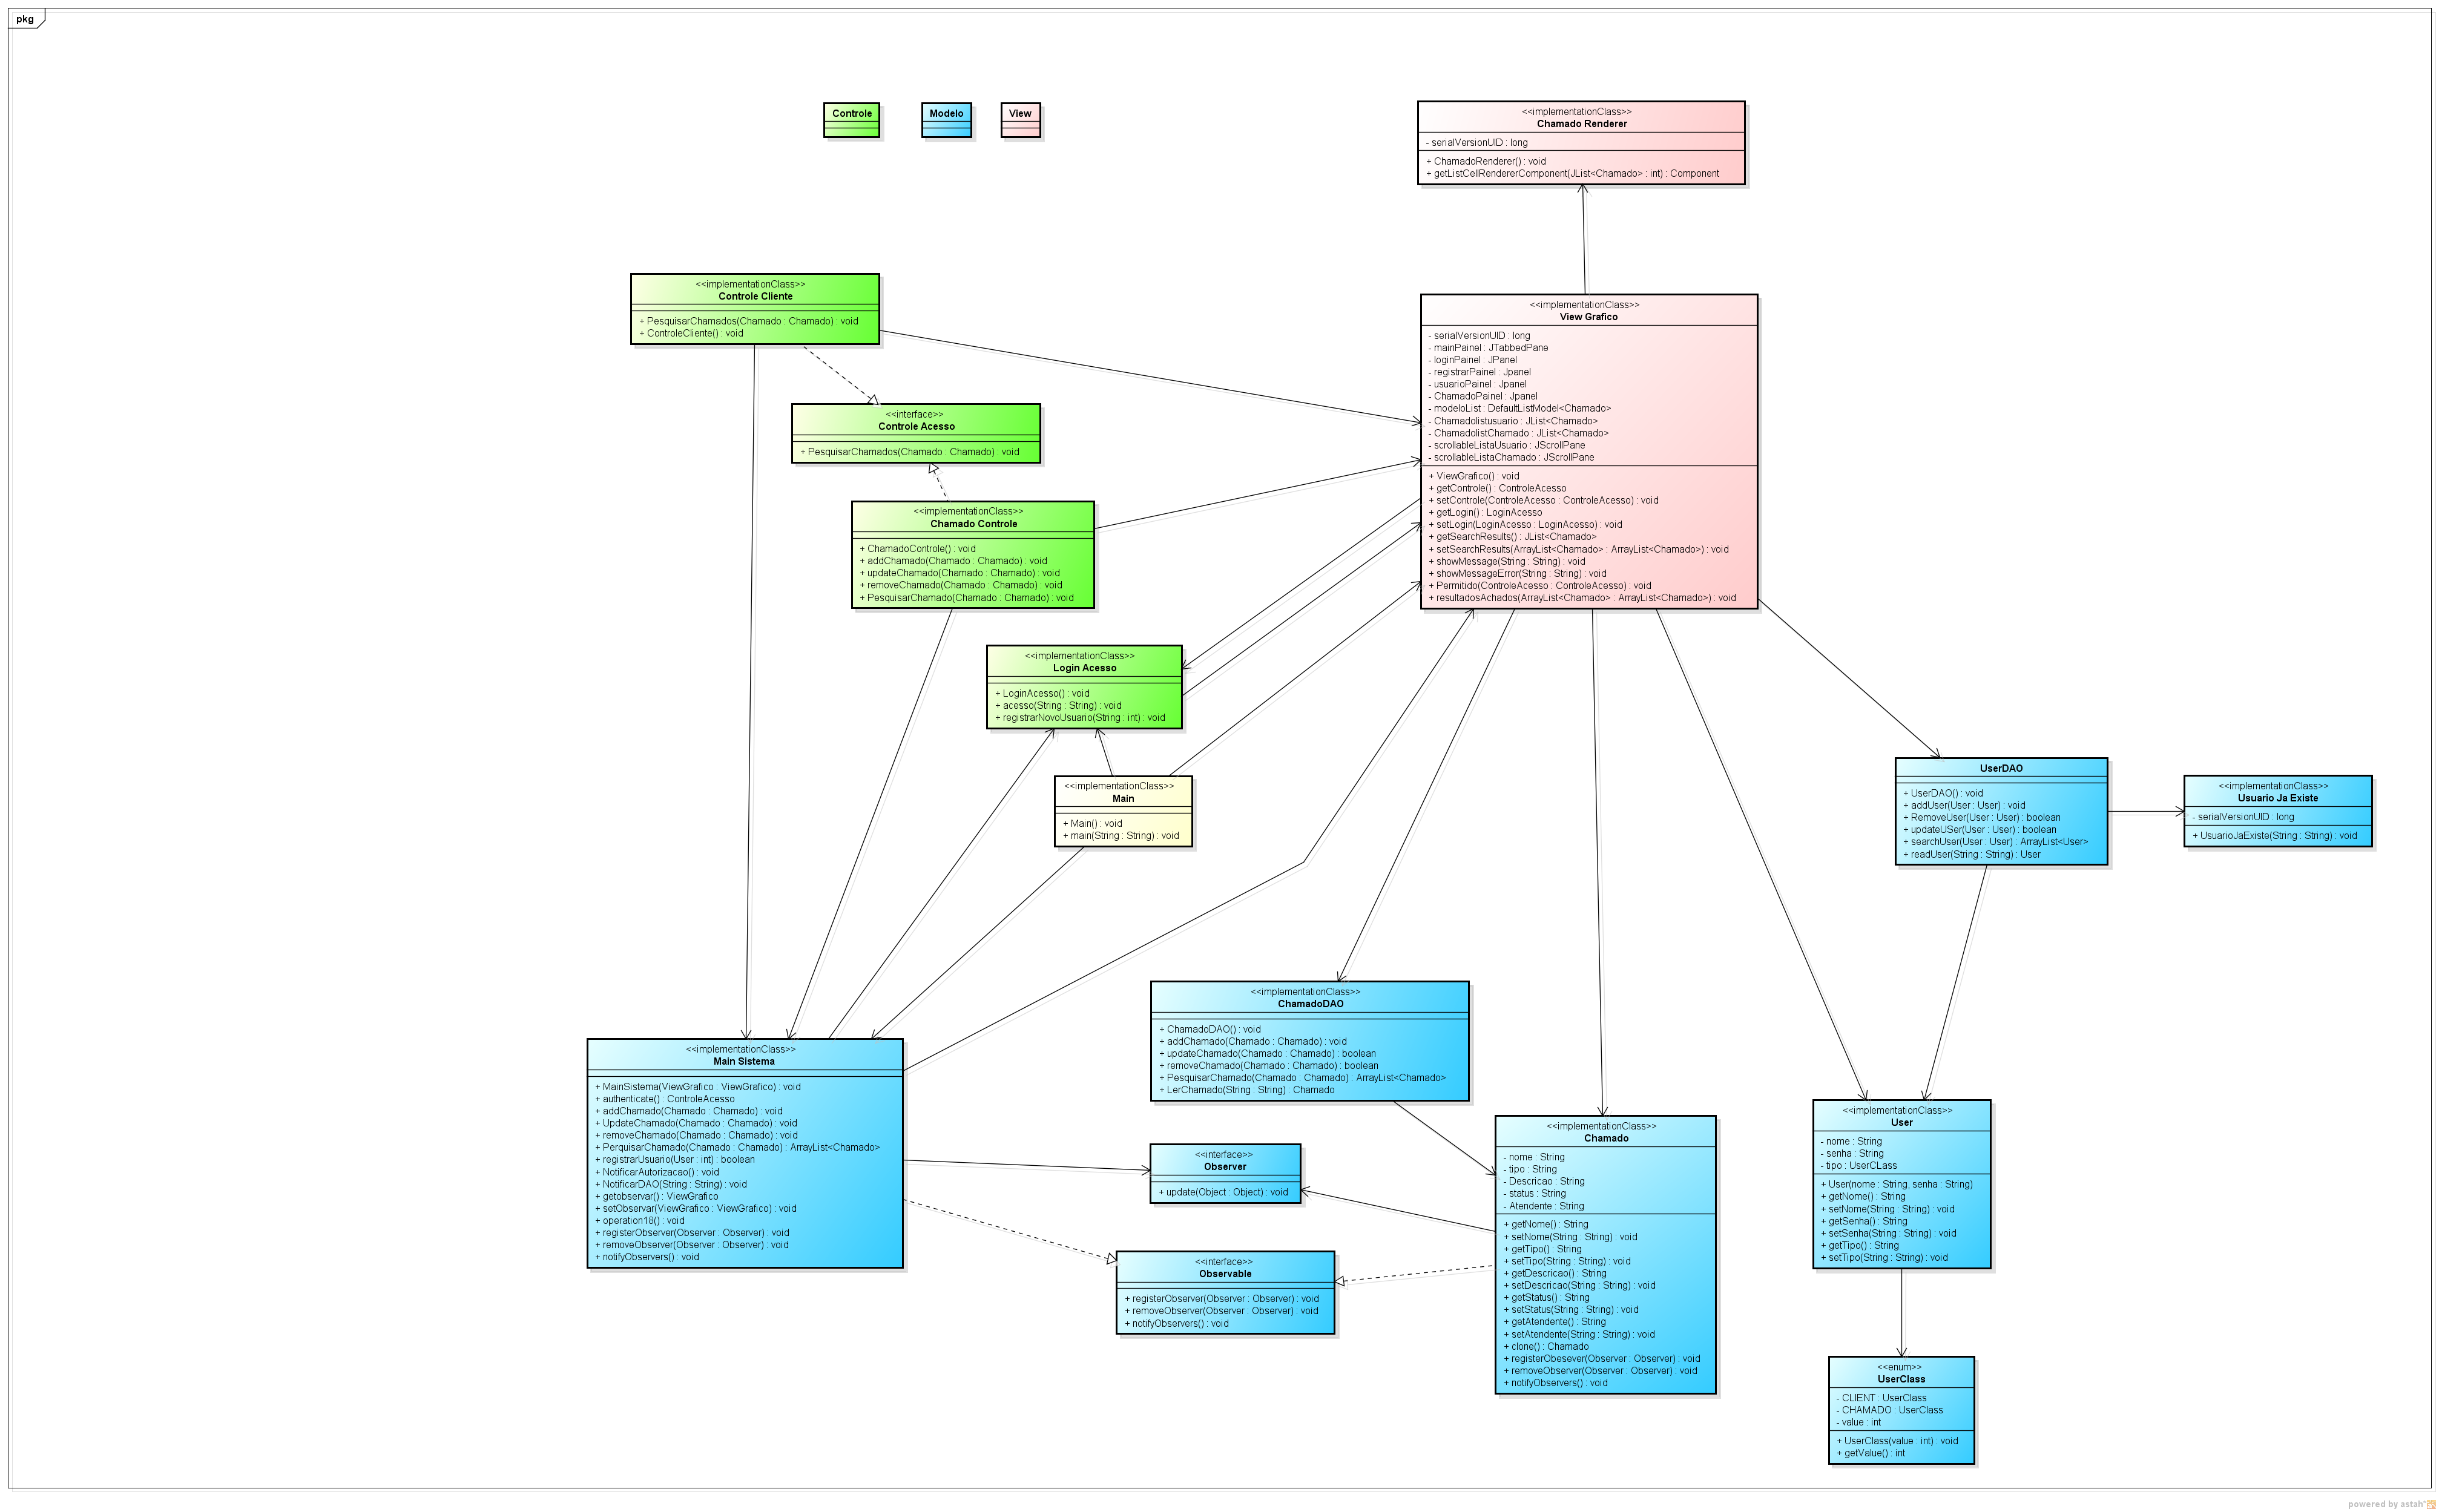 pkg
Controle
Modelo
View
<<implementationClass>>
Chamado Renderer
- serialVersionUID : long
+ ChamadoRenderer() : void
+ getListCellRendererComponent(JList<Chamado> : int) : Component
<<implementationClass>>
Controle Cliente
+ PesquisarChamados(Chamado : Chamado) : void
+ ControleCliente() : void
<<implementationClass>>
View Grafico
- serialVersionUID : long
- mainPainel : JTabbedPane
- loginPainel : JPanel
- registrarPainel : Jpanel
- usuarioPainel : Jpanel
- ChamadoPainel : Jpanel
- modeloList : DefaultListModel<Chamado>
- Chamadolistusuario : JList<Chamado>
- ChamadolistChamado : JList<Chamado>
- scrollableListaUsuario : JScrollPane
- scrollableListaChamado : JScrollPane
+ ViewGrafico() : void
+ getControle() : ControleAcesso
+ setControle(ControleAcesso : ControleAcesso) : void
+ getLogin() : LoginAcesso
+ setLogin(LoginAcesso : LoginAcesso) : void
+ getSearchResults() : JList<Chamado>
+ setSearchResults(ArrayList<Chamado> : ArrayList<Chamado>) : void
+ showMessage(String : String) : void
+ showMessageError(String : String) : void
+ Permitido(ControleAcesso : ControleAcesso) : void
+ resultadosAchados(ArrayList<Chamado> : ArrayList<Chamado>) : void
<<interface>>
Controle Acesso
+ PesquisarChamados(Chamado : Chamado) : void
<<implementationClass>>
Chamado Controle
+ ChamadoControle() : void
+ addChamado(Chamado : Chamado) : void
+ updateChamado(Chamado : Chamado) : void
+ removeChamado(Chamado : Chamado) : void
+ PesquisarChamado(Chamado : Chamado) : void
<<implementationClass>>
Login Acesso
+ LoginAcesso() : void
+ acesso(String : String) : void
+ registrarNovoUsuario(String : int) : void
<<implementationClass>>
Main
+ Main() : void
+ main(String : String) : void
UserDAO
+ UserDAO() : void
+ addUser(User : User) : void
+ RemoveUser(User : User) : boolean
+ updateUSer(User : User) : boolean
+ searchUser(User : User) : ArrayList<User>
+ readUser(String : String) : User
<<implementationClass>>
Usuario Ja Existe
- serialVersionUID : long
+ UsuarioJaExiste(String : String) : void
<<implementationClass>>
ChamadoDAO
+ ChamadoDAO() : void
+ addChamado(Chamado : Chamado) : void
+ updateChamado(Chamado : Chamado) : boolean
+ removeChamado(Chamado : Chamado) : boolean
+ PesquisarChamado(Chamado : Chamado) : ArrayList<Chamado>
+ LerChamado(String : String) : Chamado
<<implementationClass>>
Main Sistema
+ MainSistema(ViewGrafico : ViewGrafico) : void
+ authenticate() : ControleAcesso
+ addChamado(Chamado : Chamado) : void
+ UpdateChamado(Chamado : Chamado) : void
+ removeChamado(Chamado : Chamado) : void
+ PerquisarChamado(Chamado : Chamado) : ArrayList<Chamado>
+ registrarUsuario(User : int) : boolean
+ NotificarAutorizacao() : void
+ NotificarDAO(String : String) : void
+ getobservar() : ViewGrafico
+ setObservar(ViewGrafico : ViewGrafico) : void
+ operation18() : void
+ registerObserver(Observer : Observer) : void
+ removeObserver(Observer : Observer) : void
+ notifyObservers() : void
<<interface>>
Observer
+ update(Object : Object) : void
<<interface>>
Observable
+ registerObserver(Observer : Observer) : void
+ removeObserver(Observer : Observer) : void
+ notifyObservers() : void
<<implementationClass>>
Chamado
- nome : String
- tipo : String
- Descricao : String
- status : String
- Atendente : String
+ getNome() : String
+ setNome(String : String) : void
+ getTipo() : String
+ setTipo(String : String) : void
+ getDescricao() : String
+ setDescricao(String : String) : void
+ getStatus() : String
+ setStatus(String : String) : void
+ getAtendente() : String
+ setAtendente(String : String) : void
+ clone() : Chamado
+ registerObesever(Observer : Observer) : void
+ removeObserver(Observer : Observer) : void
+ notifyObservers() : void
<<implementationClass>>
User
- nome : String
- senha : String
- tipo : UserCLass
+ User(nome : String, senha : String)
+ getNome() : String
+ setNome(String : String) : void
+ getSenha() : String
+ setSenha(String : String) : void
+ getTipo() : String
+ setTipo(String : String) : void
<<enum>>
UserClass
- CLIENT : UserClass
- CHAMADO : UserClass
- value : int
+ UserClass(value : int) : void
+ getValue() : int
powered by astah*